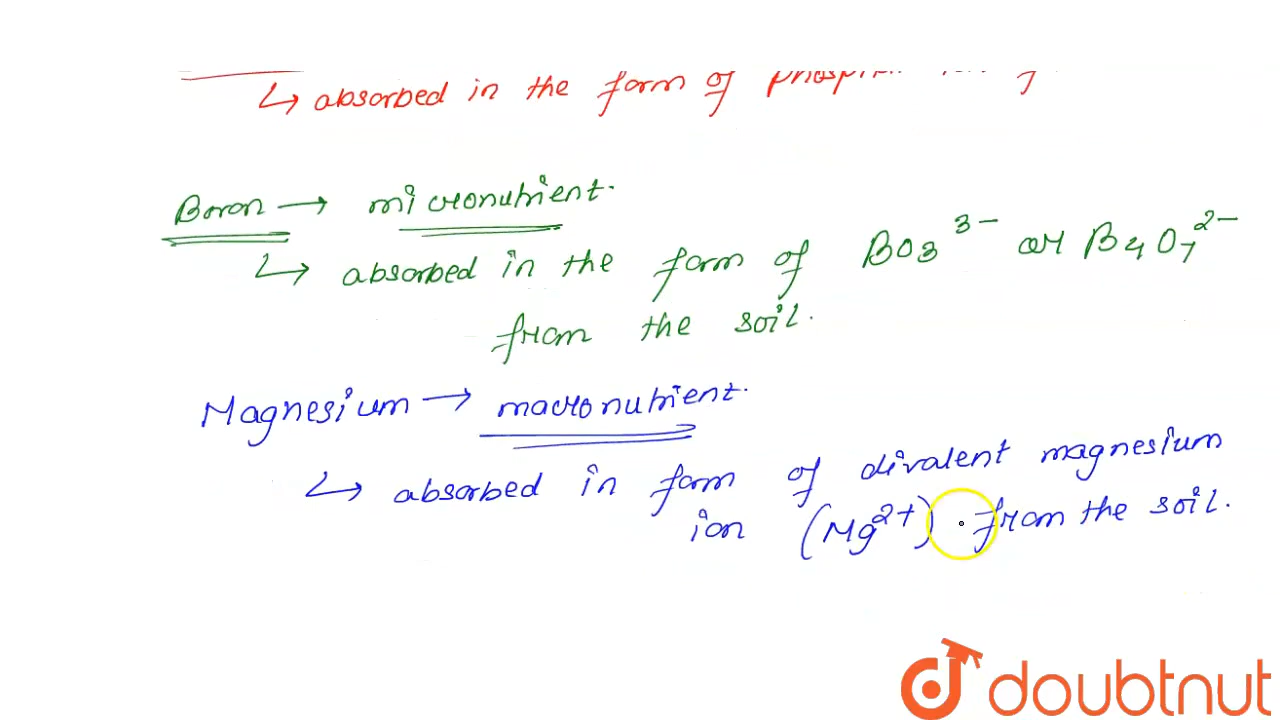 ↳ absorbed in the form of
Boron → micronutrient.
↳ absorbed in the form of BO3 3- or B4O7 2-
from the soil.
Magnesium → macronutrient.
↳ absorbed in form of divalent magnesium
ion (Mg2+) from the soil.
doubtnut